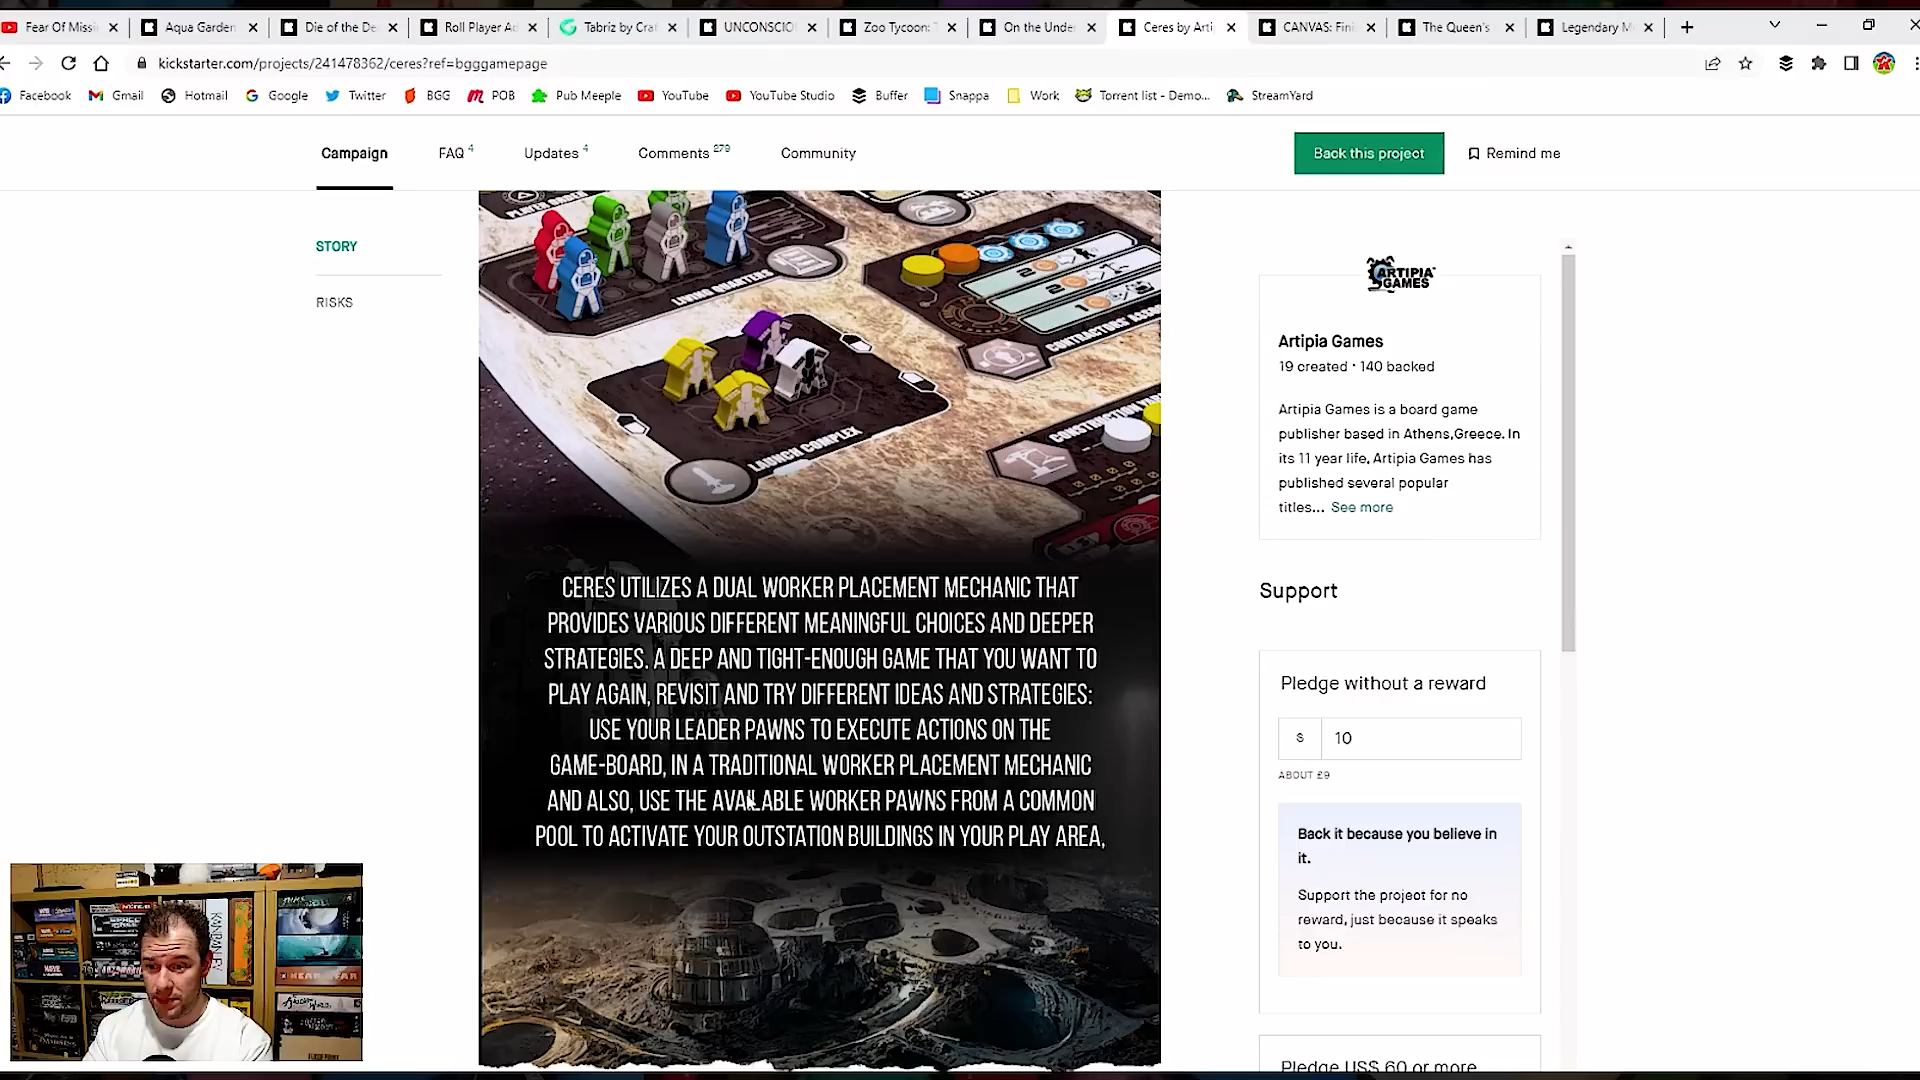 Fear Of Missi
Aqua Garden
Die of the De
Roll Player Ad
Tabriz by Craf
UNCONSCIO
Zoo Tycoon: T
On the Unde
Ceres by Arti
CANVAS: Fini
The Queen's
Legendary M
kickstarter.com/projects/241478362/ceres?ref=bgggamepage
Facebook
Gmail
Hotmail
Google
Twitter
BGG
POB
Pub Meeple
YouTube
YouTube Studio
Buffer
Snappa
Work
Torrent list - Demo...
StreamYard
Campaign
FAQ 4
Updates 4
Comments 279
Community
Back this project
Remind me
STORY
RISKS
LIVING QUARTERS
LAUNCH COMPLEX
CERES UTILIZES A DUAL WORKER PLACEMENT MECHANIC THAT
PROVIDES VARIOUS DIFFERENT MEANINGFUL CHOICES AND DEEPER
STRATEGIES. A DEEP AND TIGHT-ENOUGH GAME THAT YOU WANT TO
PLAY AGAIN, REVISIT AND TRY DIFFERENT IDEAS AND STRATEGIES:
USE YOUR LEADER PAWNS TO EXECUTE ACTIONS ON THE
GAME-BOARD, IN A TRADITIONAL WORKER PLACEMENT MECHANIC
AND ALSO, USE THE AVAILABLE WORKER PAWNS FROM A COMMON
POOL TO ACTIVATE YOUR OUTSTATION BUILDINGS IN YOUR PLAY AREA,
ARTIPIA
GAMES
Artipia Games
19 created · 140 backed
Artipia Games is a board game
publisher based in Athens,Greece. In
its 11 year life, Artipia Games has
published several popular
titles... See more
Support
Pledge without a reward
$ 10
ABOUT £9
Back it because you believe in
it.
Support the project for no
reward, just because it speaks
to you.
Pledge US$ 60 or more